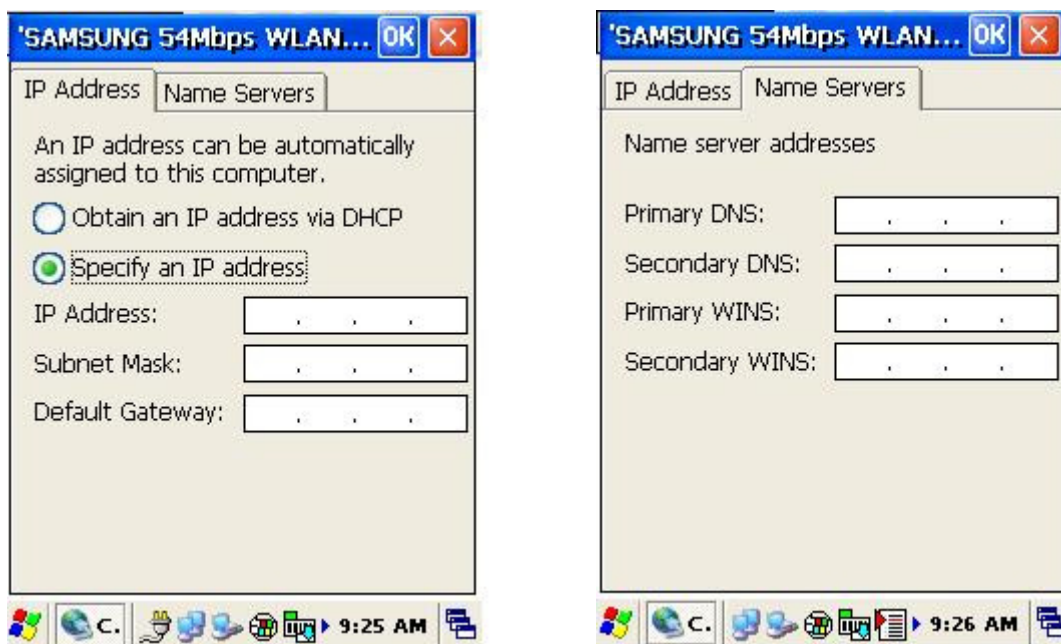 'SAMSUNG 54Mbps WLAN... OK
IP Address Name Servers
An IP address can be automatically
assigned to this computer.
Obtain an IP address via DHCP
Specify an IP address
IP Address: . . .
Subnet Mask: . . .
Default Gateway: . . .
C. 9:25 AM
'SAMSUNG 54Mbps WLAN... OK
IP Address Name Servers
Name server addresses
Primary DNS: . . .
Secondary DNS: . . .
Primary WINS: . . .
Secondary WINS: . . .
C. 9:26 AM